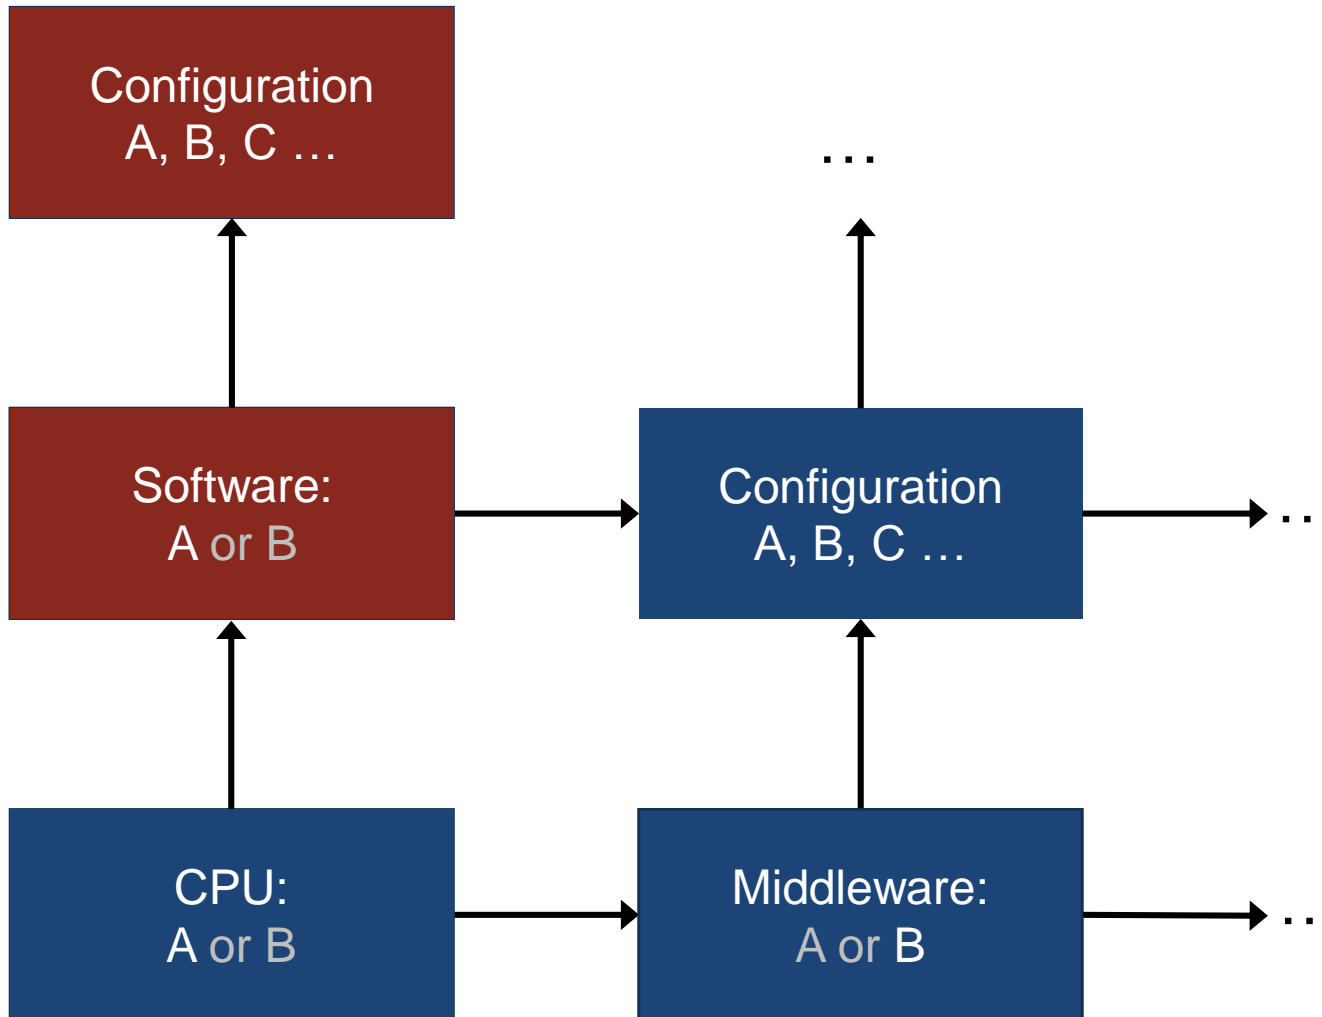 Configuration
A, B, C …
…
Software:
A or B
Configuration
A, B, C …
..
CPU:
A or B
Middleware:
A or B
..